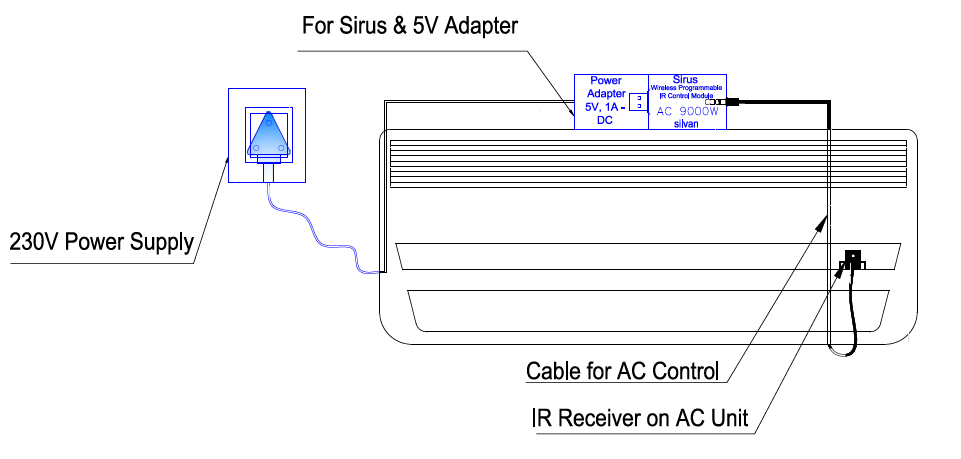 For Sirus & 5V Adapter
Power
Adapter
5V, 1A -
DC
Sirus
Wireless Programmable
IR Control Module
AC 9000W
silvan
230V Power Supply
Cable for AC Control
IR Receiver on AC Unit